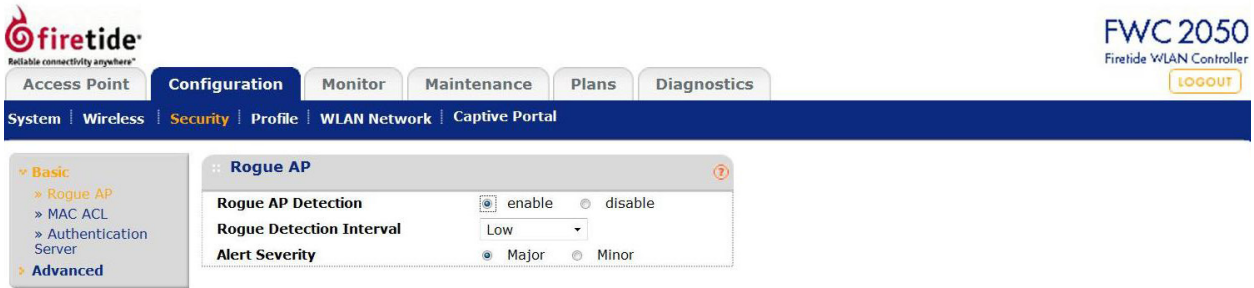 firetide
Reliable connectivity anywhere™
FWC 2050
Firetide WLAN Controller
LOGOUT
Access Point Configuration Monitor Maintenance Plans Diagnostics
System Wireless Security Profile WLAN Network Captive Portal
Basic
» Rogue AP
» MAC ACL
» Authentication
Server
Advanced
Rogue AP ?
Rogue AP Detection enable disable
Rogue Detection Interval Low
Alert Severity Major Minor